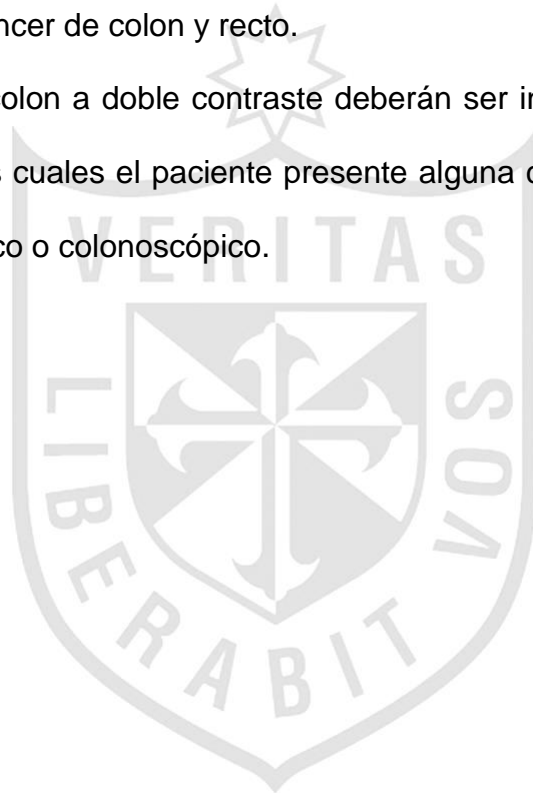 ncer de colon y recto.
colon a doble contraste deberán ser in
s cuales el paciente presente alguna c
co o colonoscópico.
VERITAS
LIBERABIT VOS